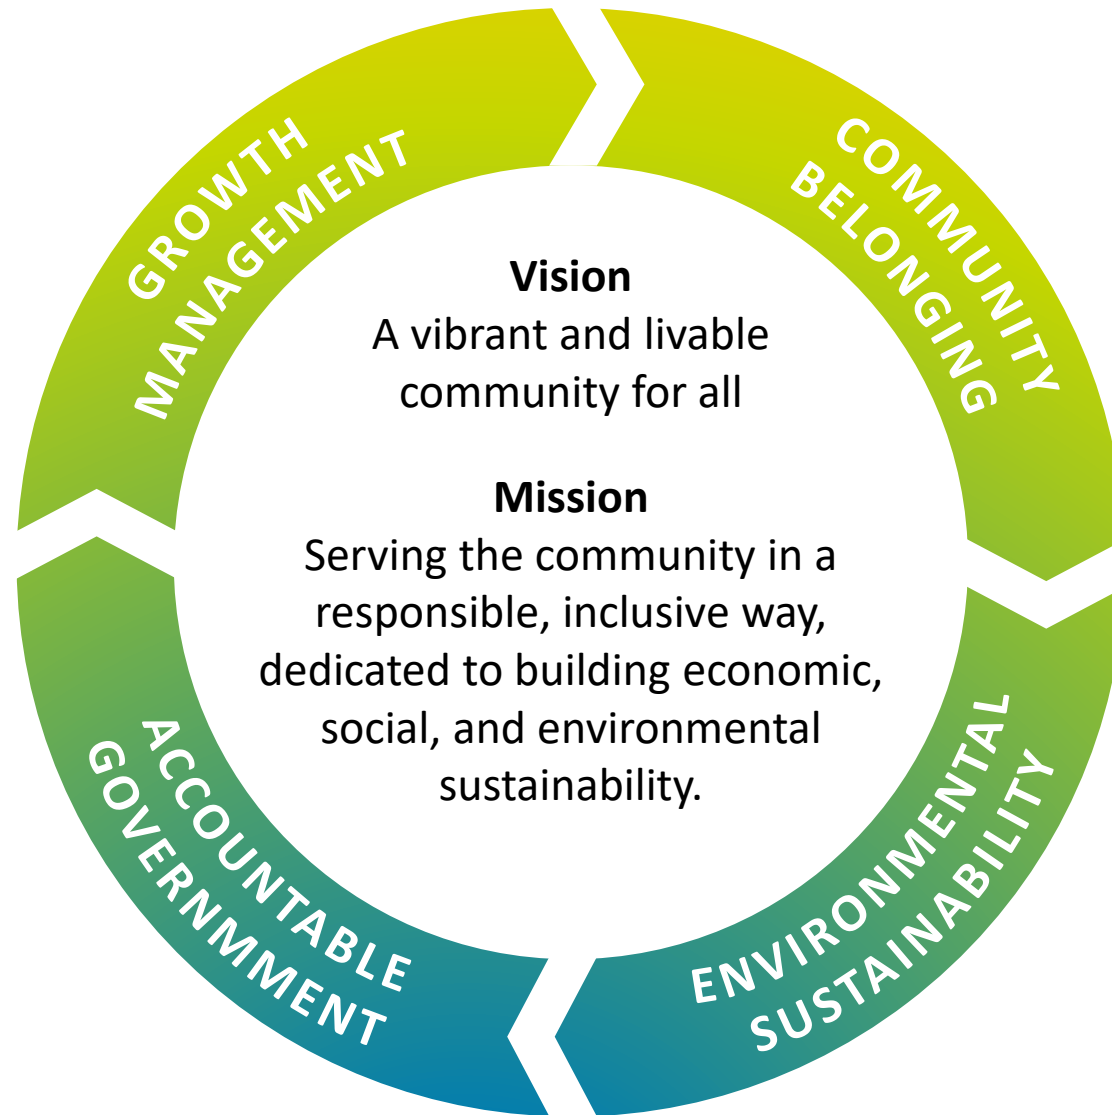 GROWTH
MANAGEMENT
COMMUNITY
BELONGING
Vision
A vibrant and livable
community for all
Mission
Serving the community in a
responsible, inclusive way,
dedicated to building economic,
social, and environmental
sustainability.
ACCOUNTABLE
GOVERNMMENT
ENVIRONMENTAL
SUSTAINABILITY